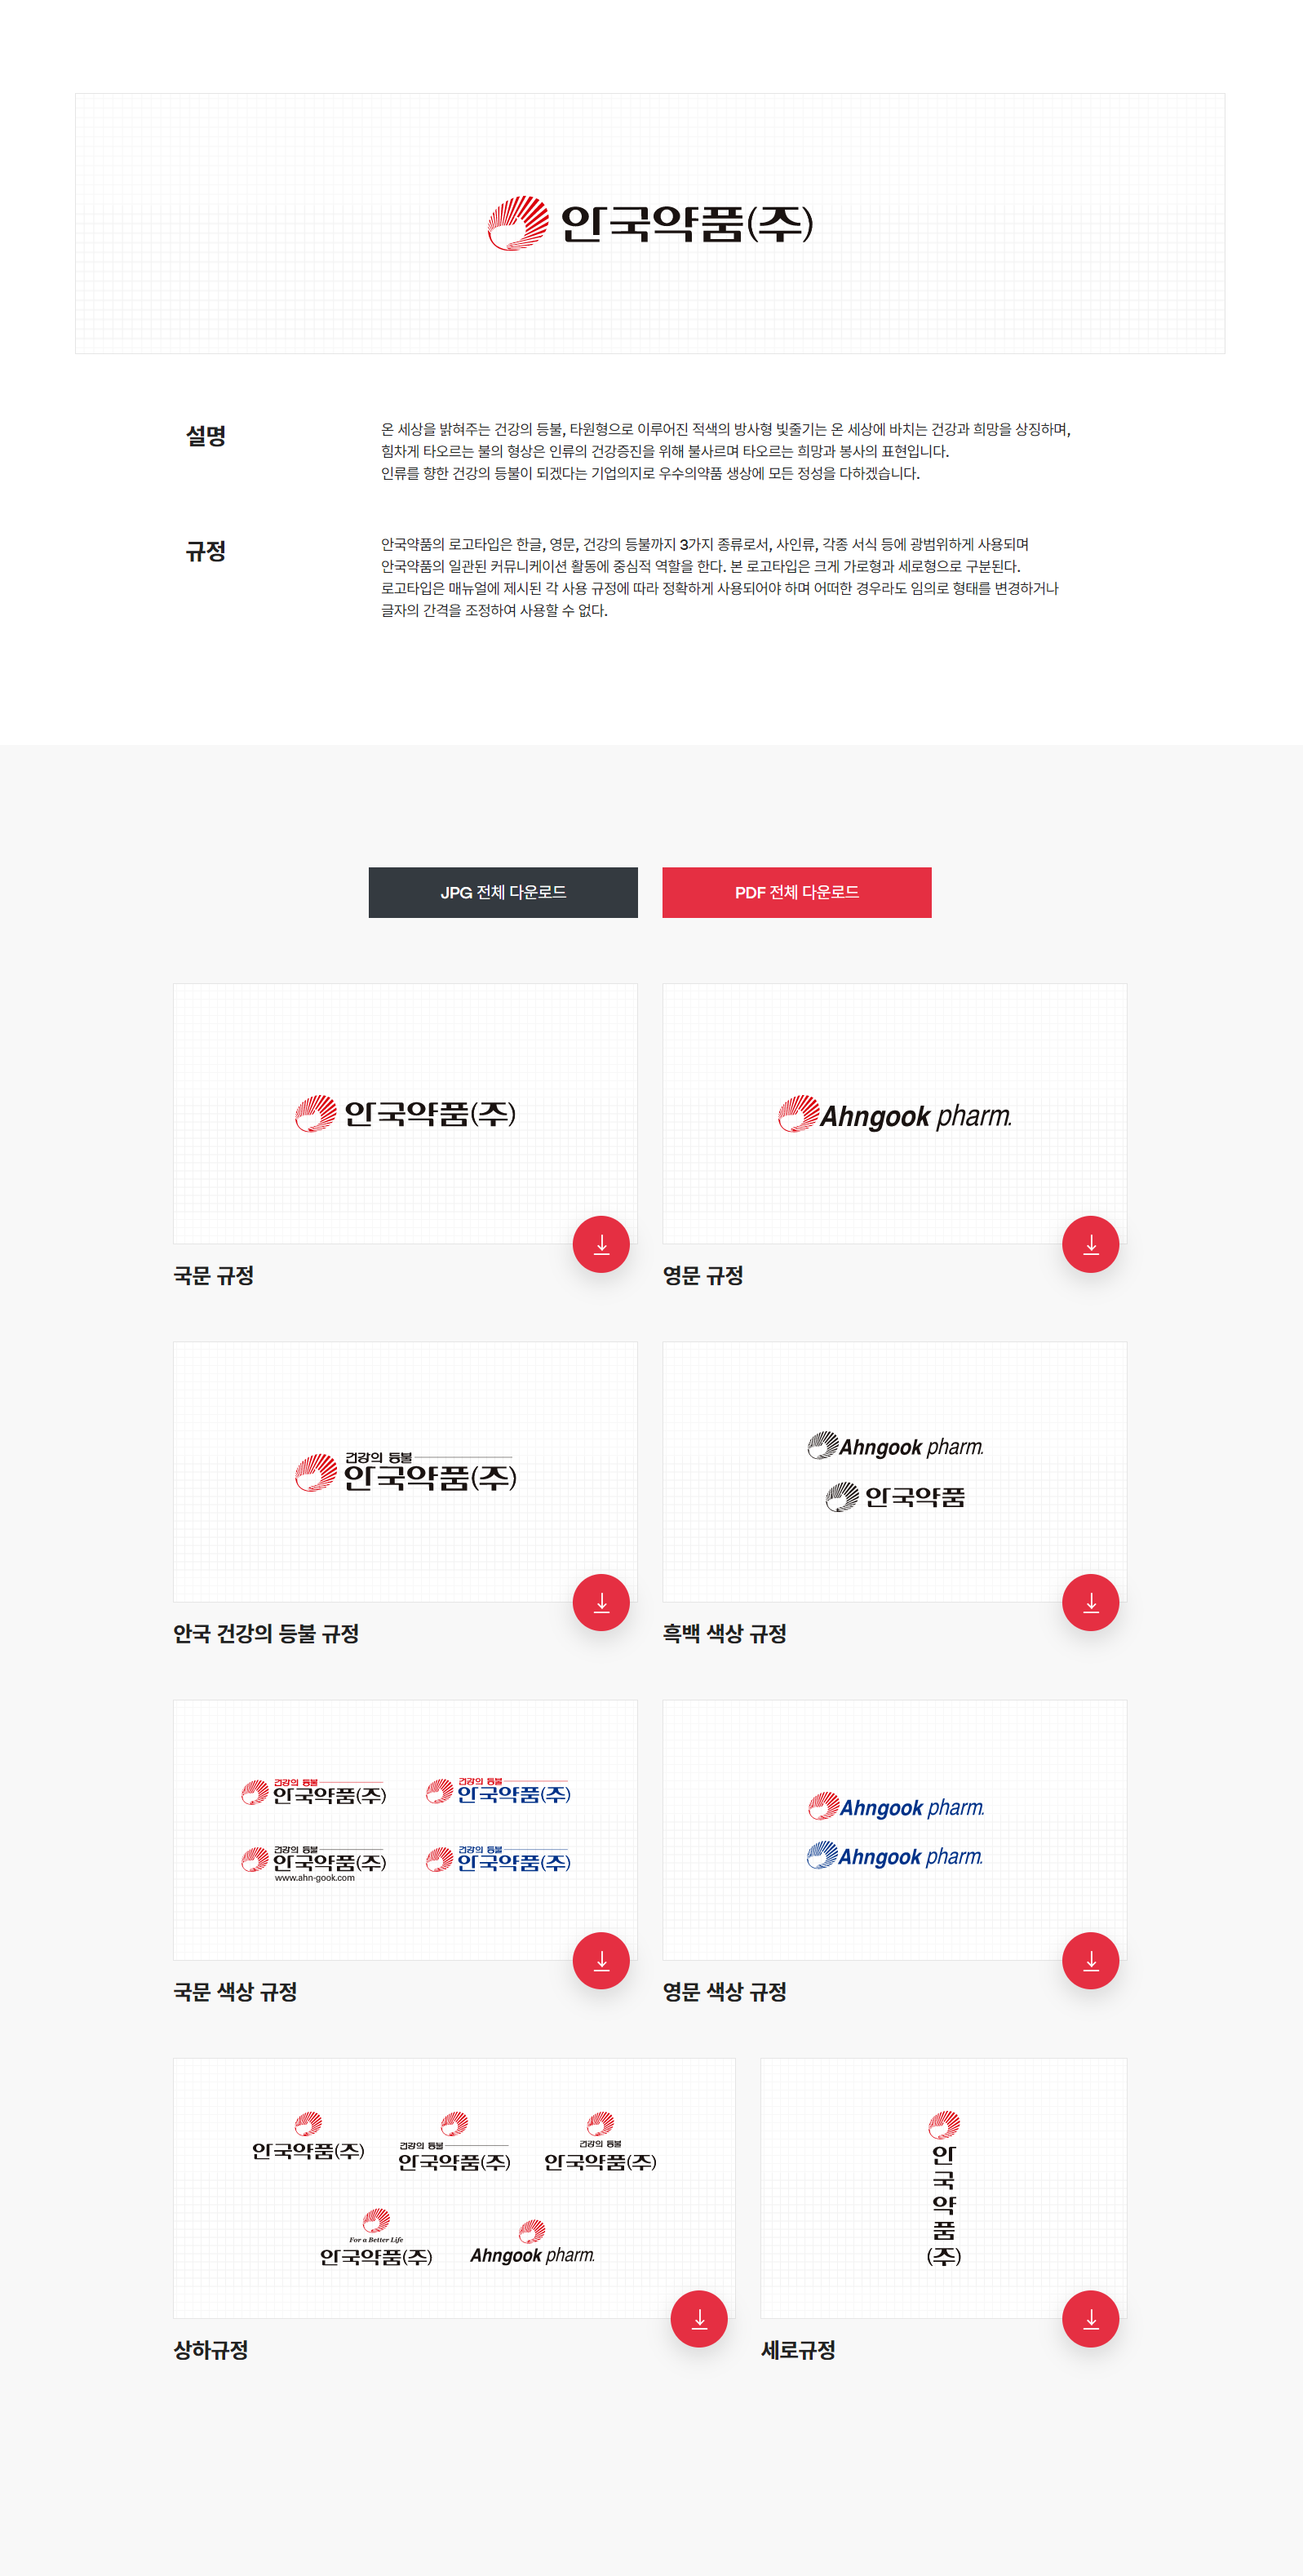 안국약품(주)
설명
온 세상을 밝혀주는 건강의 등불, 타원형으로 이루어진 적색의 방사형 빛줄기는 온 세상에 바치는 건강과 희망을 상징하며,
힘차게 타오르는 불의 형상은 인류의 건강증진을 위해 불사르며 타오르는 희망과 봉사의 표현입니다.
인류를 향한 건강의 등불이 되겠다는 기업의지로 우수의약품 생상에 모든 정성을 다하겠습니다.
규정
안국약품의 로고타입은 한글, 영문, 건강의 등불까지 3가지 종류로서, 사인류, 각종 서식 등에 광범위하게 사용되며
안국약품의 일관된 커뮤니케이션 활동에 중심적 역할을 한다. 본 로고타입은 크게 가로형과 세로형으로 구분된다.
로고타입은 매뉴얼에 제시된 각 사용 규정에 따라 정확하게 사용되어야 하며 어떠한 경우라도 임의로 형태를 변경하거나
글자의 간격을 조정하여 사용할 수 없다.
JPG 전체 다운로드
PDF 전체 다운로드
안국약품(주)
국문 규정
Ahngook pharm.
영문 규정
건강의 등불
안국약품(주)
안국 건강의 등불 규정
Ahngook pharm.
안국약품
흑백 색상 규정
건강의 등불
안국약품(주)
건강의 등불
안국약품(주)
건강의 등불
안국약품(주)
www.ahn-gook.com
건강의 등불
안국약품(주)
국문 색상 규정
Ahngook pharm.
Ahngook pharm.
영문 색상 규정
안국약품(주)
건강의 등불
안국약품(주)
건강의 등불
안국약품(주)
For a Better Life
안국약품(주)
Ahngook pharm.
상하규정
안
국
약
품
(주)
세로규정